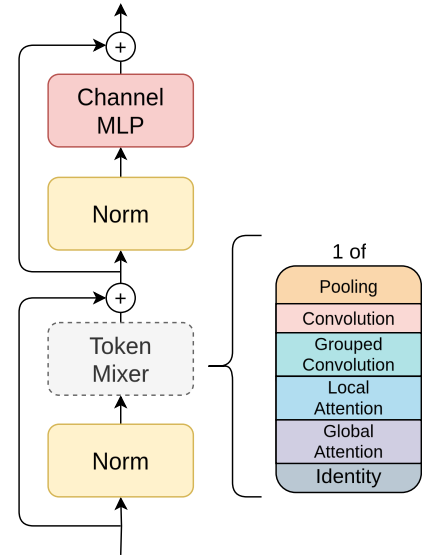 +
Channel
MLP
Norm
+
Token
Mixer
Norm
1 of
Pooling
Convolution
Grouped
Convolution
Local
Attention
Global
Attention
Identity